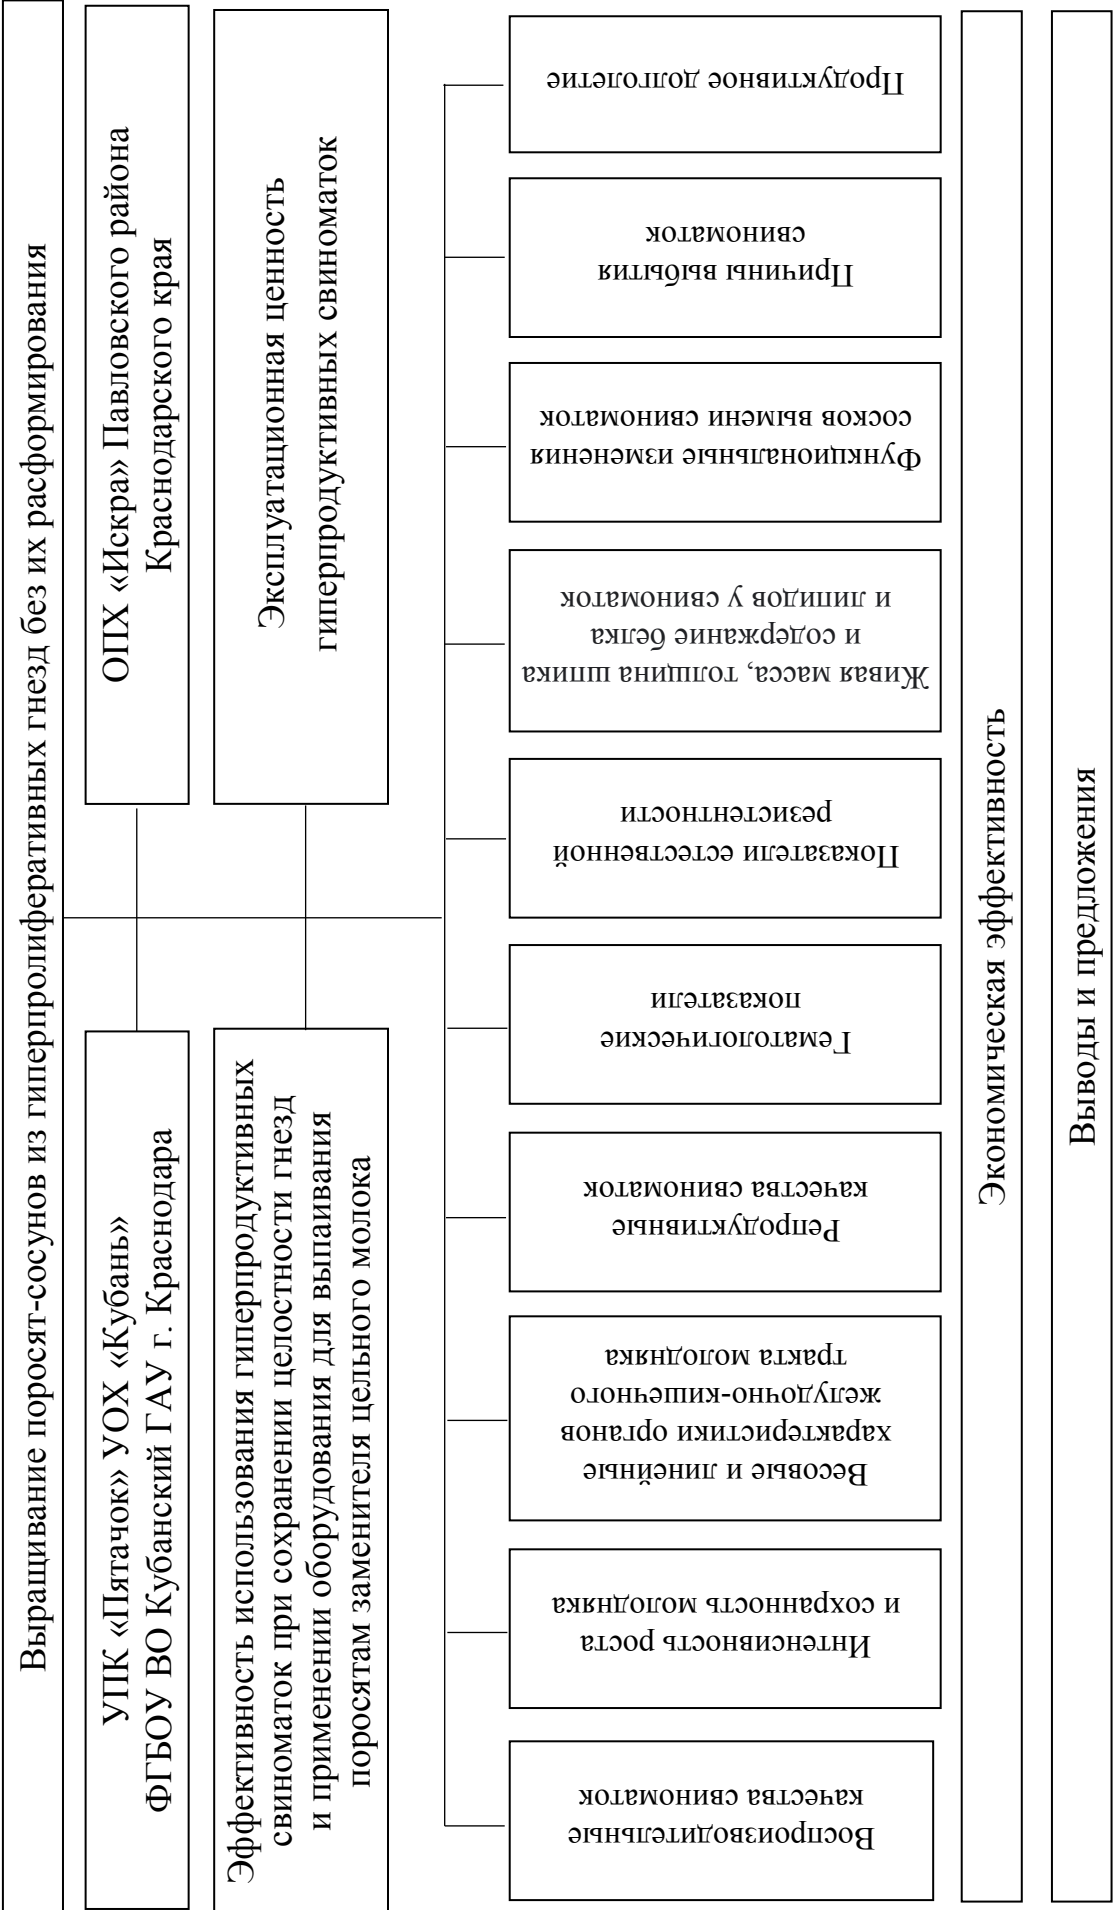 Выращивание поросят-сосунов из гиперпролиферативных гнезд без их расформирования
УПК «Пятачок» УОХ «Кубань»
ФГБОУ ВО Кубанский ГАУ г. Краснодара
ОПХ «Искра» Павловского района
Краснодарского края
Эффективность использования гиперпродуктивных
свиноматок при сохранении целостности гнезд
и применении оборудования для выпаивания
поросятам заменителя цельного молока
Эксплуатационная ценность
гиперпродуктивных свиноматок
Воспроизводительные
качества свиноматок
Интенсивность роста
и сохранность молодняка
Весовые и линейные
характеристики органов
желудочно-кишечного
тракта молодняка
Репродуктивные
качества свиноматок
Гематологические
показатели
Показатели естественной
резистентности
Живая масса, толщина шпика
и содержание белка
и липидов у свиноматок
Функциональные изменения
сосков вымени свиноматок
Причины выбытия
свиноматок
Продуктивное долголетие
Экономическая эффективность
Выводы и предложения